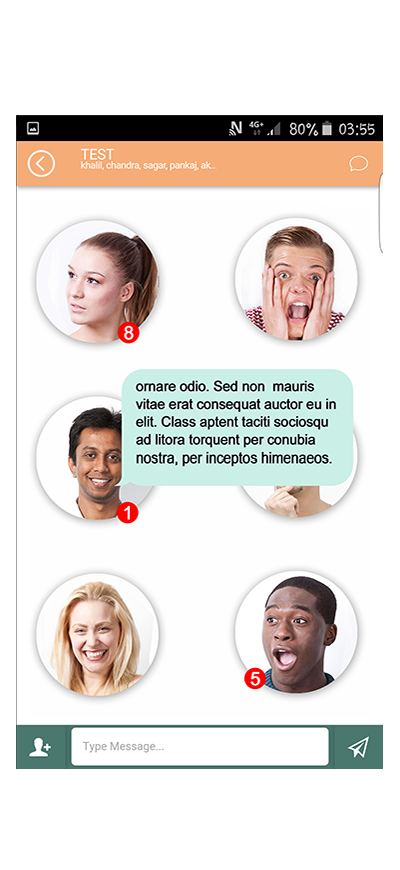 4G+ 80% 03:55
TEST
khalil, chandra, sagar, pankaj, ak..
8
ornare odio. Sed non mauris
vitae erat consequat auctor eu in
elit. Class aptent taciti sociosqu
ad litora torquent per conubia
nostra, per inceptos himenaeos.
1
5
Type Message...